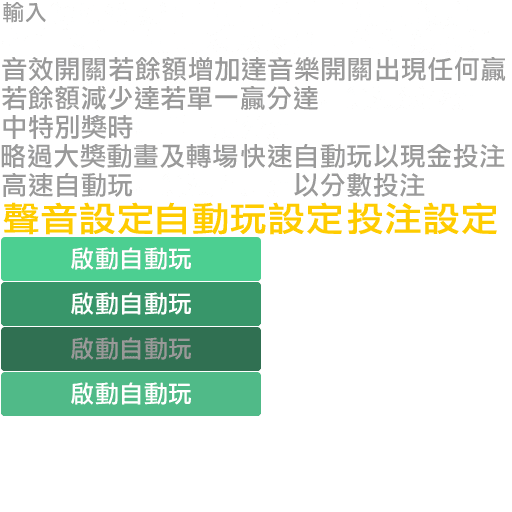 輸入
音效開關若餘額增加達音樂開關出現任何贏
若餘額減少達若單一贏分達
中特別獎時
略過大獎動畫及轉場快速自動玩以現金投注
高速自動玩 以分數投注
聲音設定自動玩設定投注設定
啟動自動玩
啟動自動玩
啟動自動玩
啟動自動玩